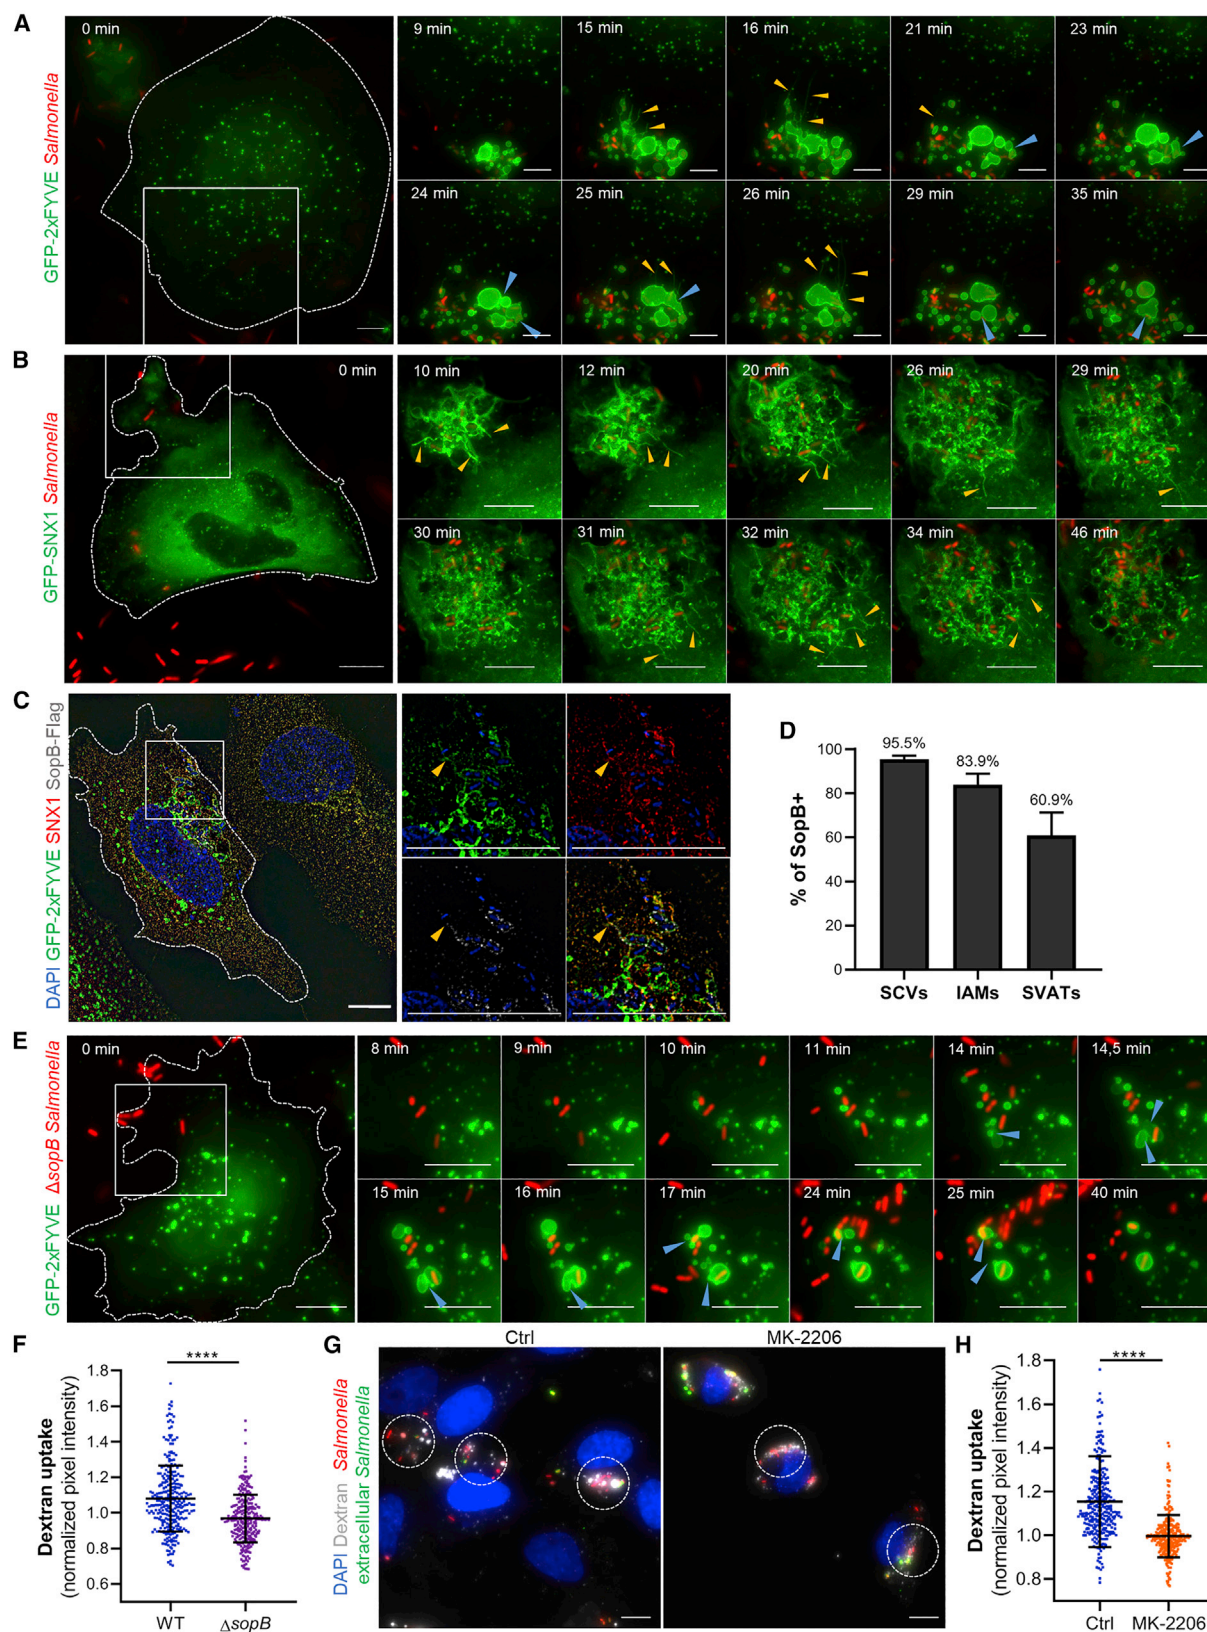 A
GFP-2xFYVE Salmonella
0 min
9 min
15 min
16 min
21 min
23 min
24 min
25 min
26 min
29 min
35 min
B
GFP-SNX1 Salmonella
0 min
10 min
12 min
20 min
26 min
29 min
30 min
31 min
32 min
34 min
46 min
C
DAPI GFP-2xFYVE SNX1 SopB-Flag
D
% of SopB+
100
80
60
40
20
0
95.5%
83.9%
60.9%
SCVs
IAMs
SVATs
E
GFP-2xFYVE ΔsopB Salmonella
0 min
8 min
9 min
10 min
11 min
14 min
14,5 min
15 min
16 min
17 min
24 min
25 min
40 min
F
Dextran uptake
(normalized pixel intensity)
1.8
1.6
1.4
1.2
1.0
0.8
0.6
****
WT
ΔsopB
G
Ctrl
MK-2206
DAPI Dextran Salmonella
extracellular Salmonella
H
Dextran uptake
(normalized pixel intensity)
1.8
1.6
1.4
1.2
1.0
0.8
****
Ctrl
MK-2206